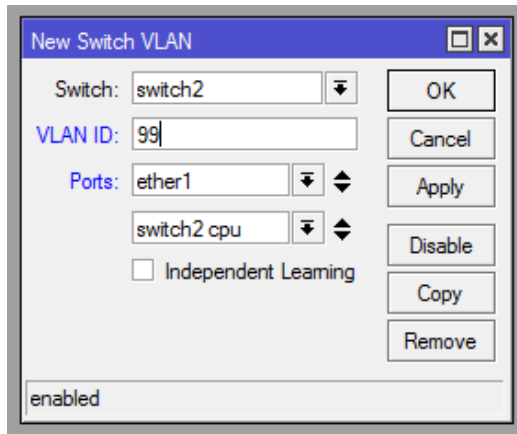 New Switch VLAN
Switch: switch2 OK
VLAN ID: 99 Cancel
Ports: ether1 Apply
switch2 cpu
Disable
Independent Learning
Copy
Remove
enabled